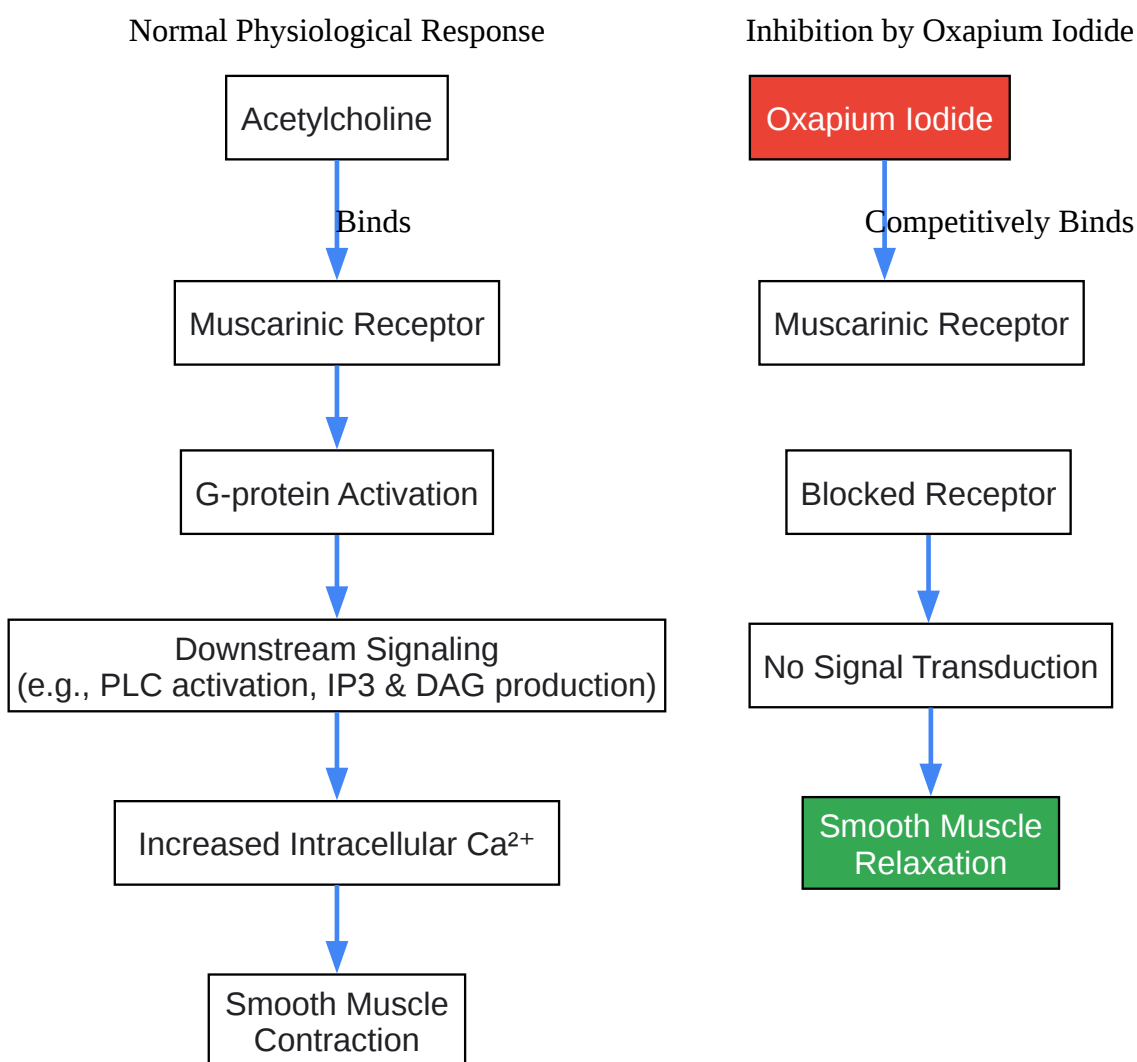 Normal Physiological Response
Acetylcholine
Binds
Muscarinic Receptor
G-protein Activation
Downstream Signaling
(e.g., PLC activation, IP3 & DAG production)
Increased Intracellular Ca²⁺
Smooth Muscle
Contraction
Inhibition by Oxapium Iodide
Oxapium Iodide
Competitively Binds
Muscarinic Receptor
Blocked Receptor
No Signal Transduction
Smooth Muscle
Relaxation